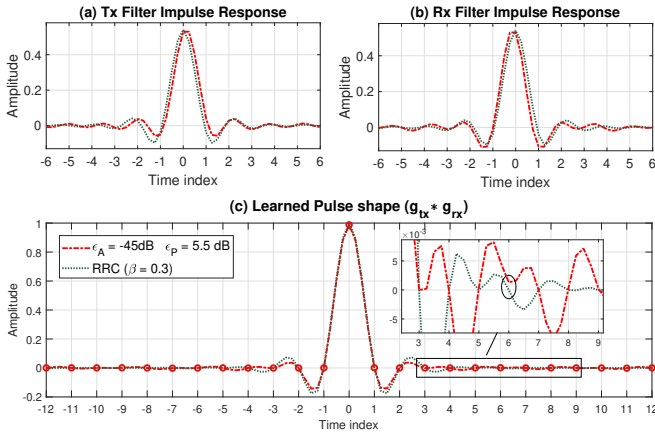 (a) Tx Filter Impulse Response
Amplitude
0.4
0.2
0
-6 -5 -4 -3 -2 -1 0 1 2 3 4 5 6
Time index
(b) Rx Filter Impulse Response
Amplitude
0.4
0.2
0
-6 -5 -4 -3 -2 -1 0 1 2 3 4 5 6
Time index
(c) Learned Pulse shape (g_tx * g_rx)
Amplitude
1
0.8
0.6
0.4
0.2
0
-0.2
ϵ_A = -45dB ϵ_P = 5.5 dB
RRC (β = 0.3)
×10^-3
5
0
-5
3 4 5 6 7 8 9
-12 -11 -10 -9 -8 -7 -6 -5 -4 -3 -2 -1 0 1 2 3 4 5 6 7 8 9 10 11 12
Time index